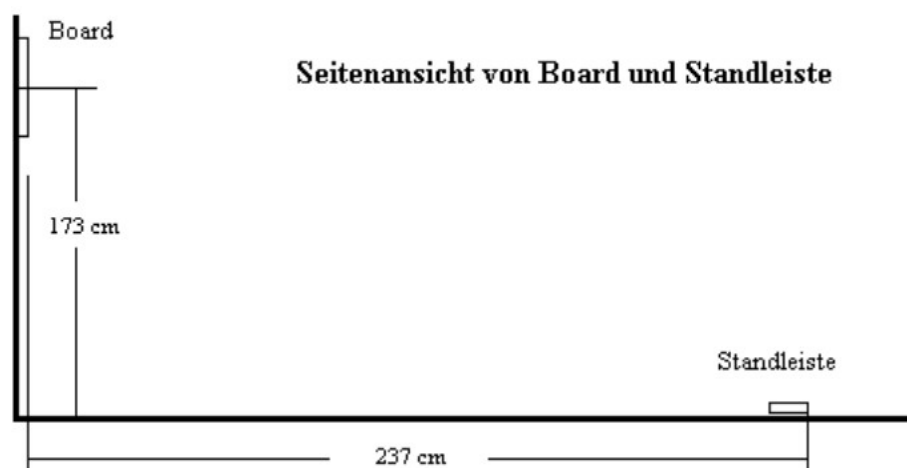 Board
Seitenansicht von Board und Standleiste
173 cm
Standleiste
237 cm